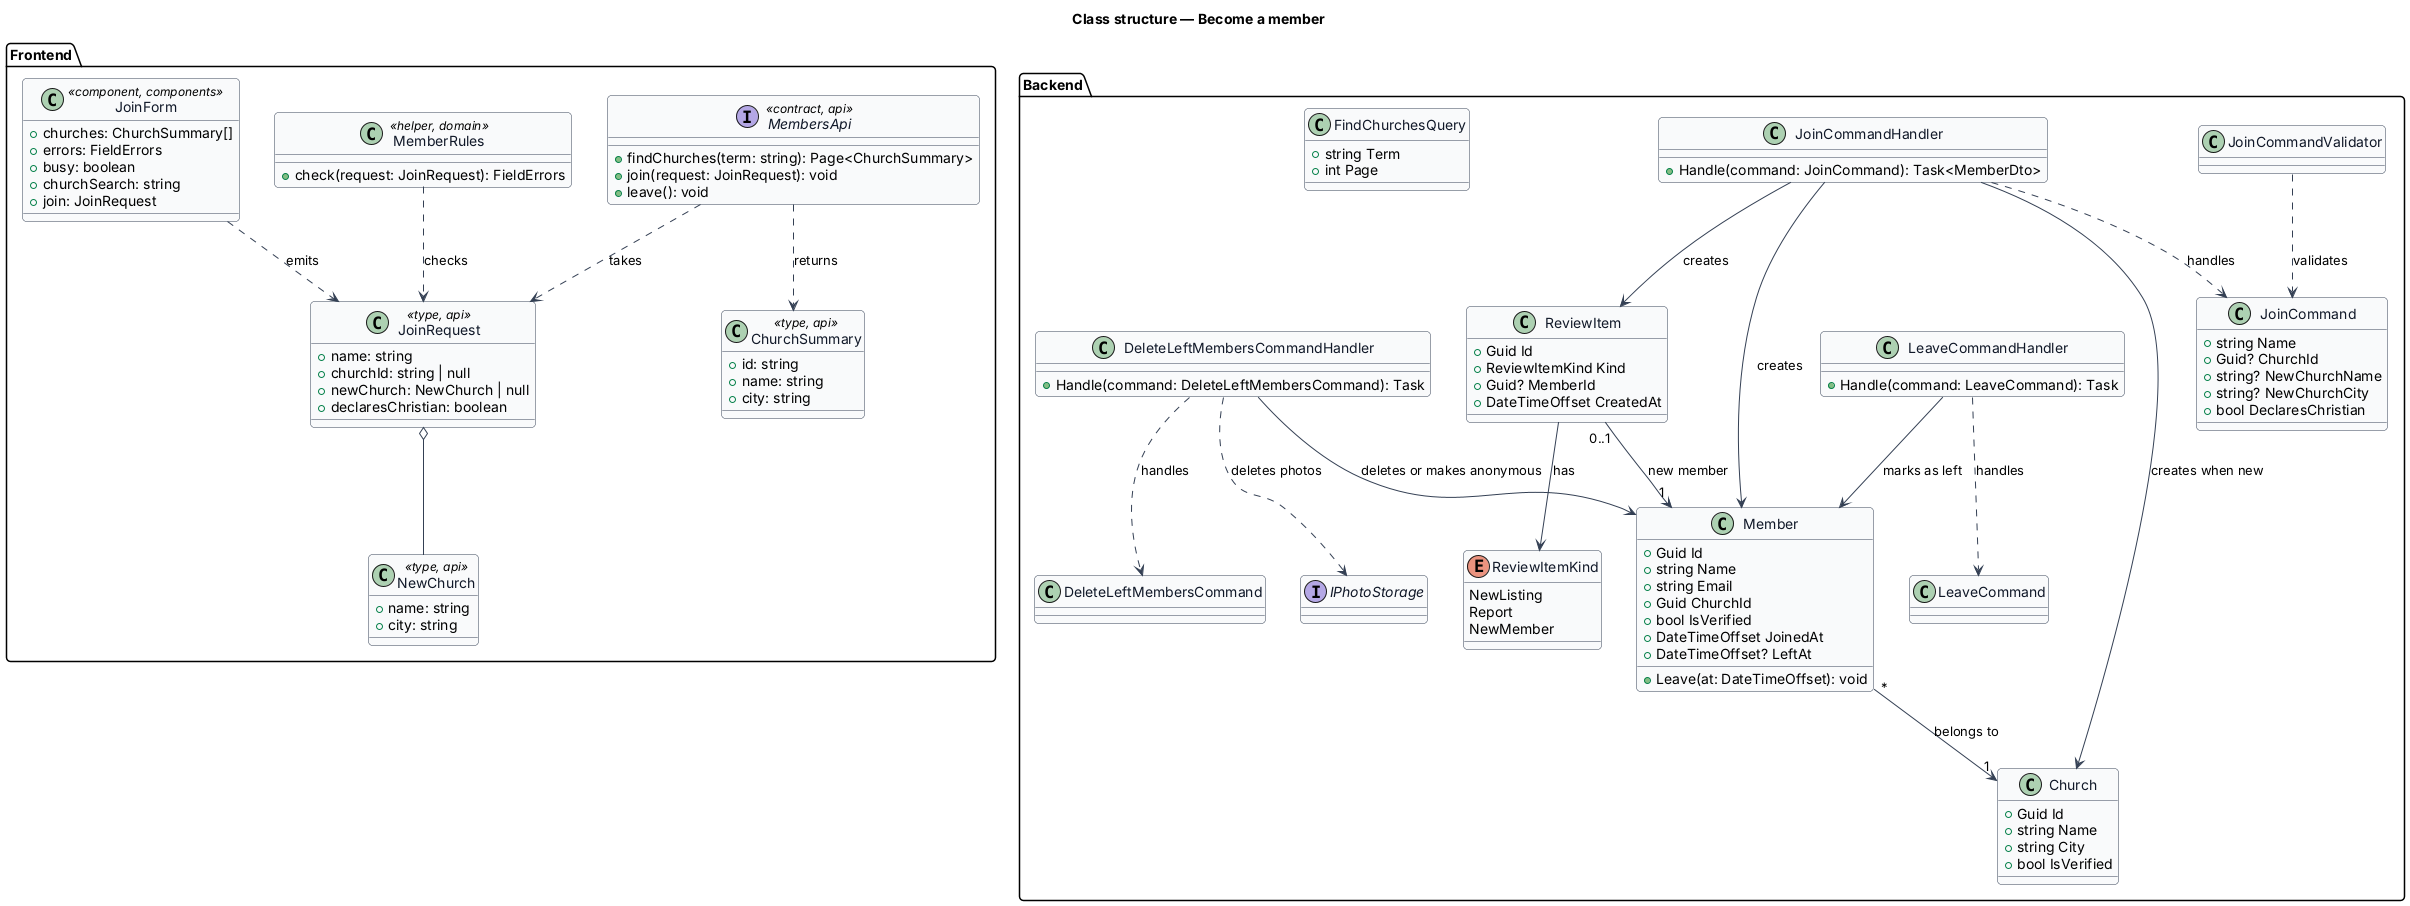 Class structure — Become a member
Frontend
«component, components»
JoinForm
churches: ChurchSummary[]
errors: FieldErrors
busy: boolean
churchSearch: string
join: JoinRequest
«helper, domain»
MemberRules
check(request: JoinRequest): FieldErrors
«contract, api»
MembersApi
findChurches(term: string): Page<ChurchSummary>
join(request: JoinRequest): void
leave(): void
emits
checks
takes
returns
«type, api»
JoinRequest
name: string
churchId: string | null
newChurch: NewChurch | null
declaresChristian: boolean
«type, api»
ChurchSummary
id: string
name: string
city: string
«type, api»
NewChurch
name: string
city: string
Backend
FindChurchesQuery
string Term
int Page
JoinCommandHandler
Handle(command: JoinCommand): Task<MemberDto>
JoinCommandValidator
creates
handles
validates
DeleteLeftMembersCommandHandler
Handle(command: DeleteLeftMembersCommand): Task
ReviewItem
Guid Id
ReviewItemKind Kind
Guid? MemberId
DateTimeOffset CreatedAt
creates
LeaveCommandHandler
Handle(command: LeaveCommand): Task
JoinCommand
string Name
Guid? ChurchId
string? NewChurchName
string? NewChurchCity
bool DeclaresChristian
0..1
handles
deletes photos
deletes or makes anonymous
has
new member
marks as left
handles
creates when new
1
DeleteLeftMembersCommand
IPhotoStorage
ReviewItemKind
NewListing
Report
NewMember
Member
Guid Id
string Name
string Email
Guid ChurchId
bool IsVerified
DateTimeOffset JoinedAt
DateTimeOffset? LeftAt
Leave(at: DateTimeOffset): void
LeaveCommand
*
belongs to
1
Church
Guid Id
string Name
string City
bool IsVerified